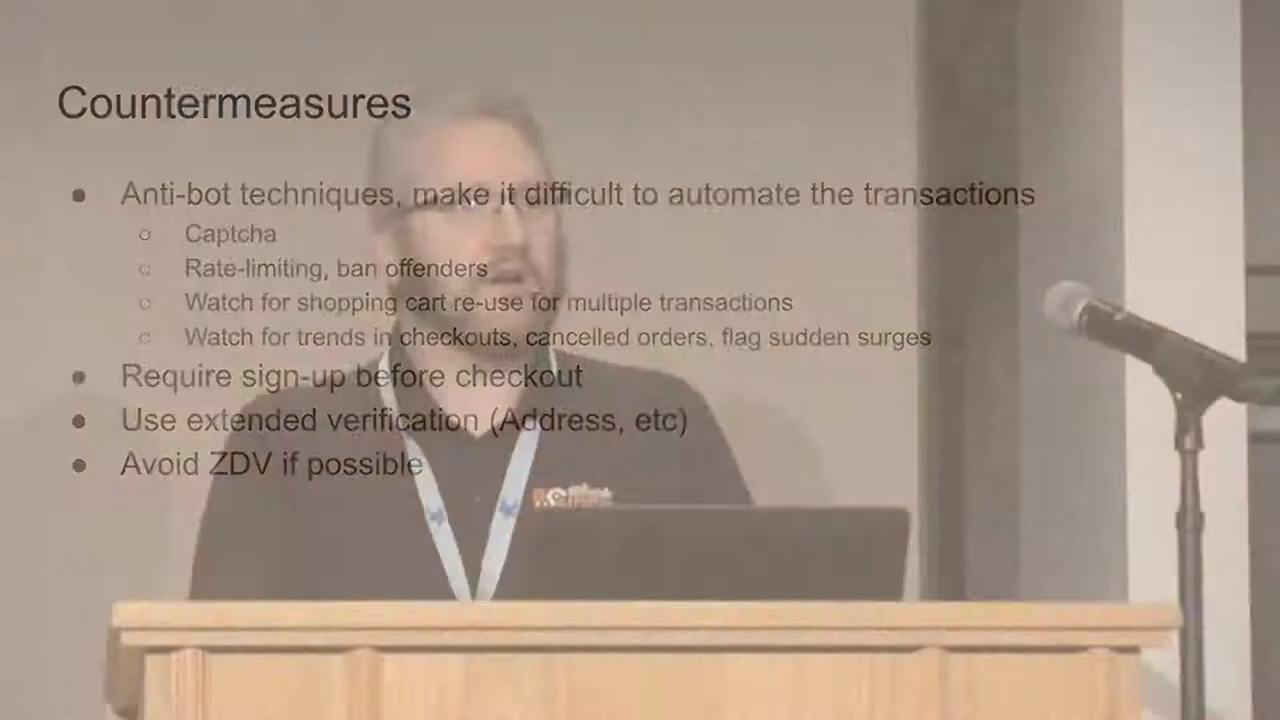 Countermeasures
● Anti-bot techniques, make it difficult to automate the transactions
○ Captcha
○ Rate-limiting, ban offenders
○ Watch for shopping cart re-use for multiple transactions
○ Watch for trends in checkouts, cancelled orders, flag sudden surges
● Require sign-up before checkout
● Use extended verification (Address, etc)
● Avoid ZDV if possible